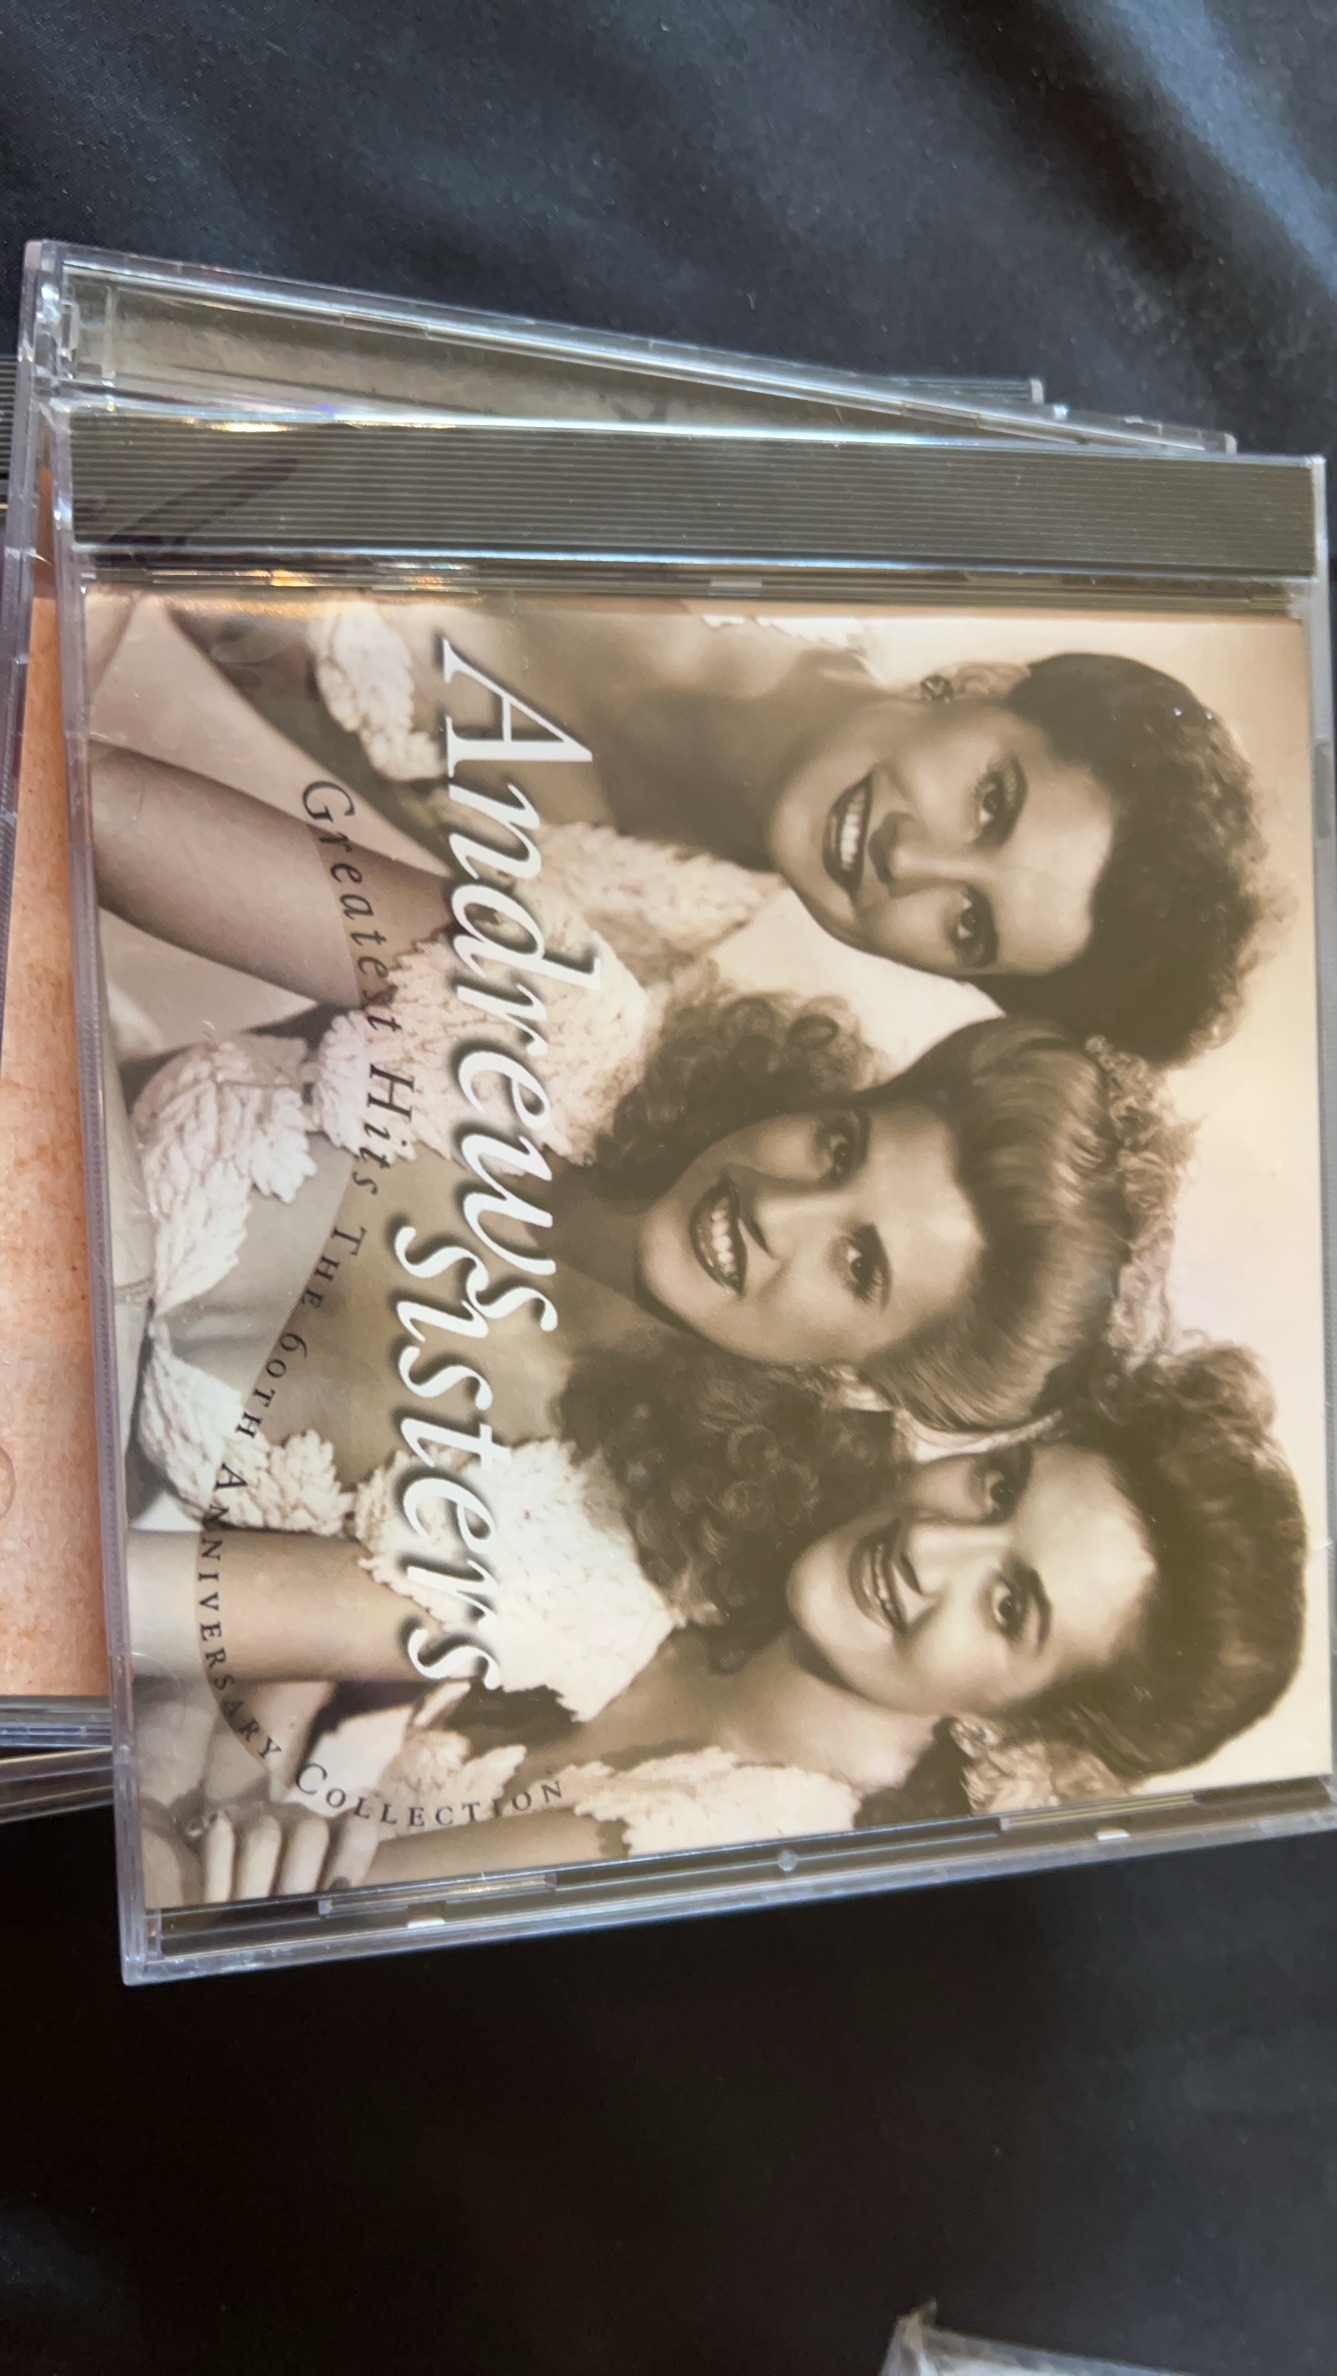 Andrews
sisters
Greatest Hits THE 60TH ANNIVERSARY COLLECTION